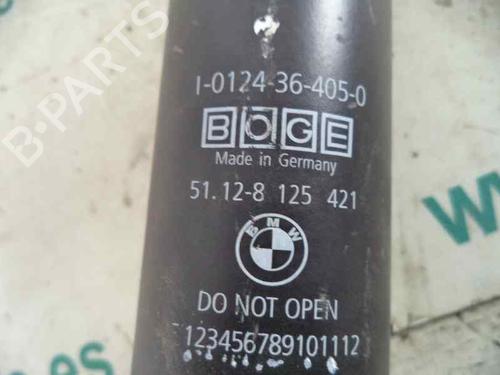 I-0124-36-405-0
BOGE
Made in Germany
51.12-8 125 421
BMW
DO NOT OPEN
123456789101112
B-PARTS